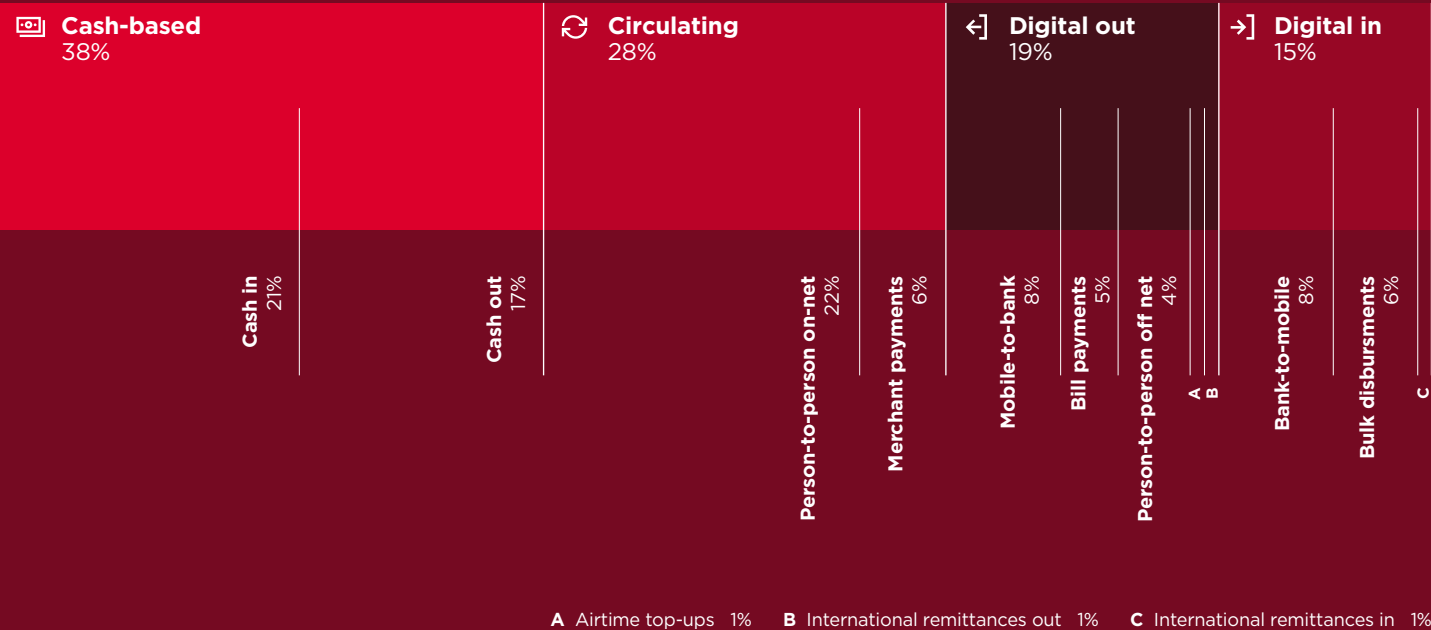 Cash-based
38%
Circulating
28%
Digital out
19%
Digital in
15%
Cash in
21%
Cash out
17%
Person-to-person on-net
22%
Merchant payments
6%
Mobile-to-bank
8%
Bill payments
5%
Person-to-person off net
4%
A
B
Bank-to-mobile
8%
Bulk disbursments
6%
C
A Airtime top-ups 1% B International remittances out 1% C International remittances in 1%